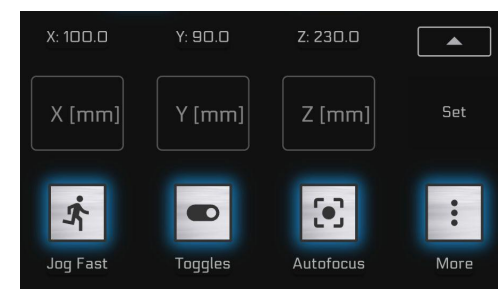 X: 100.0 Y: 90.0 Z: 230.0
X [mm] Y [mm] Z [mm] Set
Jog Fast Toggles Autofocus More